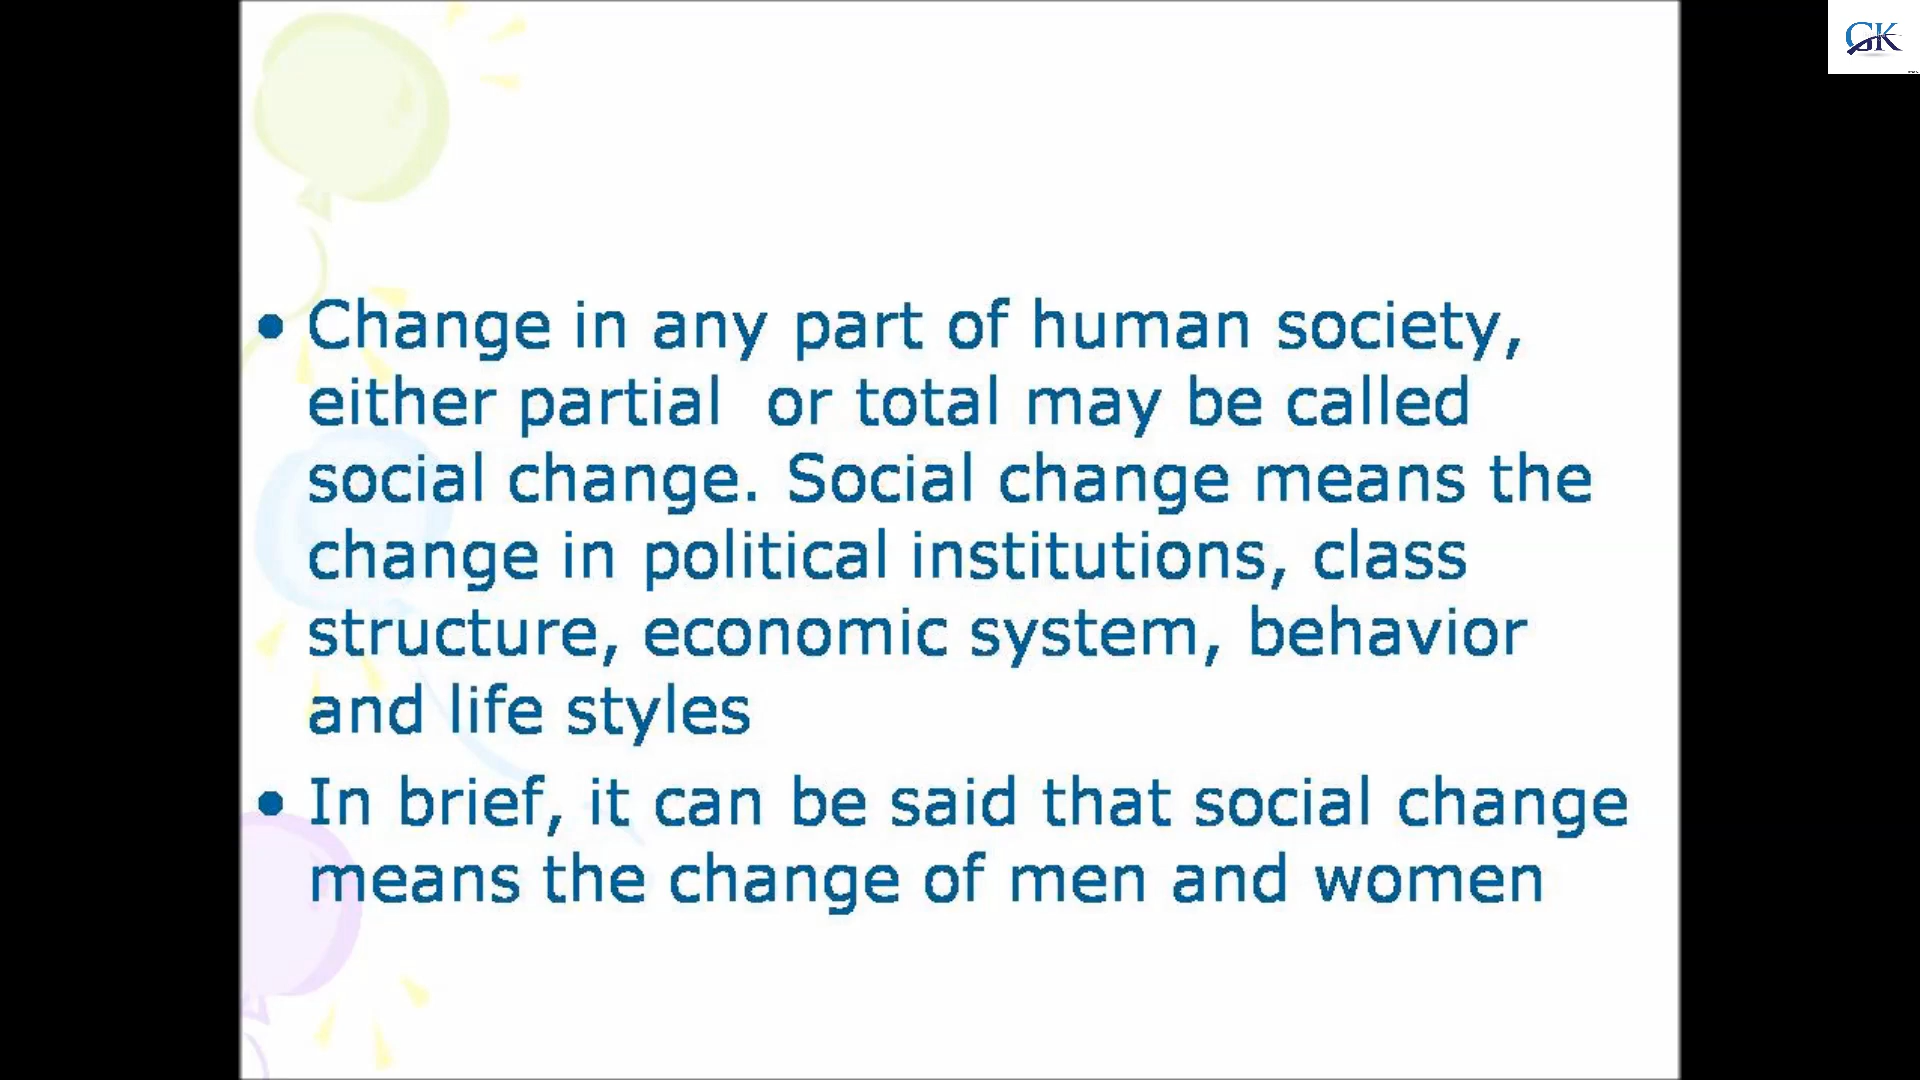 GK
• Change in any part of human society,
either partial  or total may be called
social change. Social change means the
change in political institutions, class
structure, economic system, behavior
and life styles
• In brief, it can be said that social change
means the change of men and women